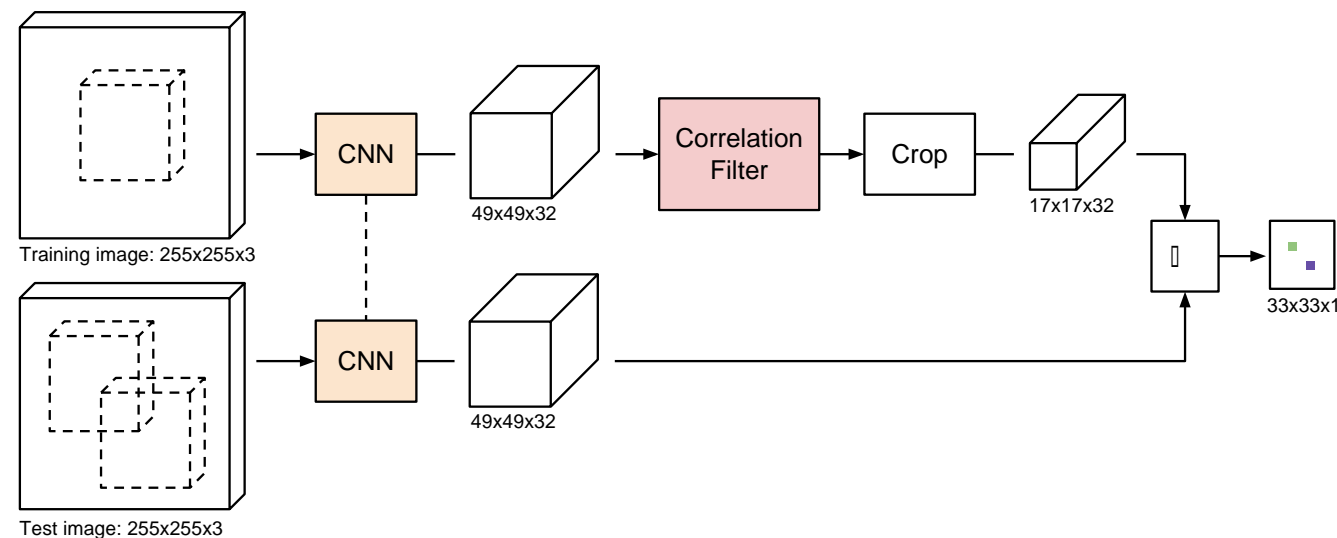 CNN
49x49x32
Correlation
Filter
Crop
17x17x32
Training image: 255x255x3
33x33x1
CNN
49x49x32
Test image: 255x255x3